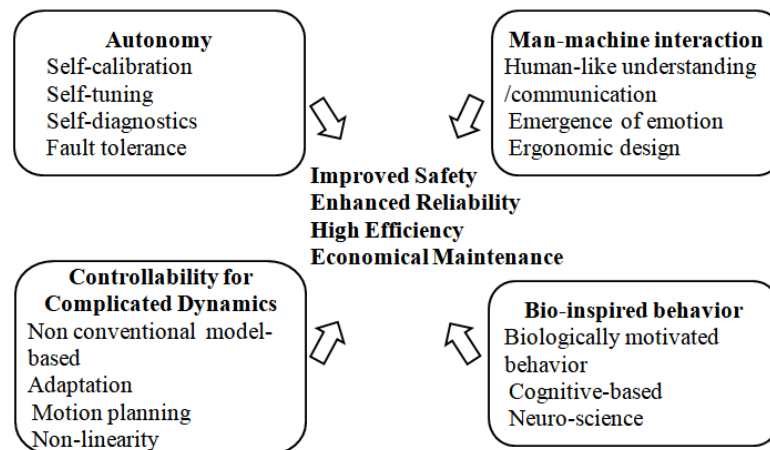 Autonomy
Self-calibration
Self-tuning
Self-diagnostics
Fault tolerance
Man-machine interaction
Human-like understanding
/communication
Emergence of emotion
Ergonomic design
Improved Safety
Enhanced Reliability
High Efficiency
Economical Maintenance
Controllability for
Complicated Dynamics
Non conventional model-
based
Adaptation
Motion planning
Non-linearity
Bio-inspired behavior
Biologically motivated
behavior
Cognitive-based
Neuro-science